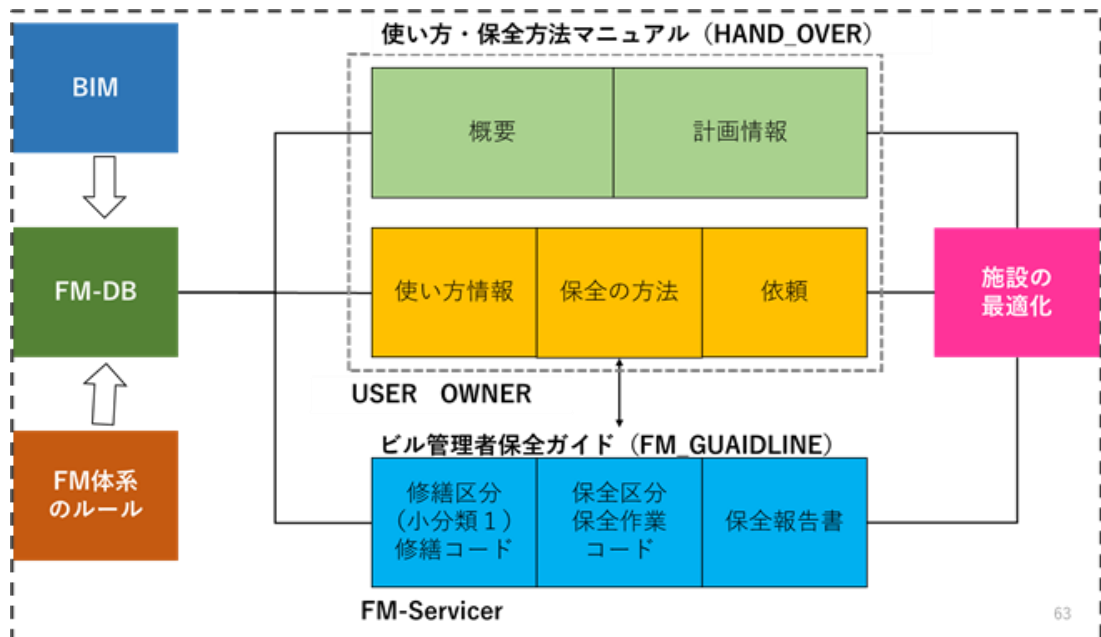 使い方・保全方法マニュアル（HAND_OVER）
BIM
概要
計画情報
FM-DB
使い方情報
保全の方法
依頼
施設の
最適化
USER OWNER
ビル管理者保全ガイド（FM_GUAIDLINE）
FM体系
のルール
修繕区分
（小分類１）
修繕コード
保全区分
保全作業
コード
保全報告書
FM-Servicer
63